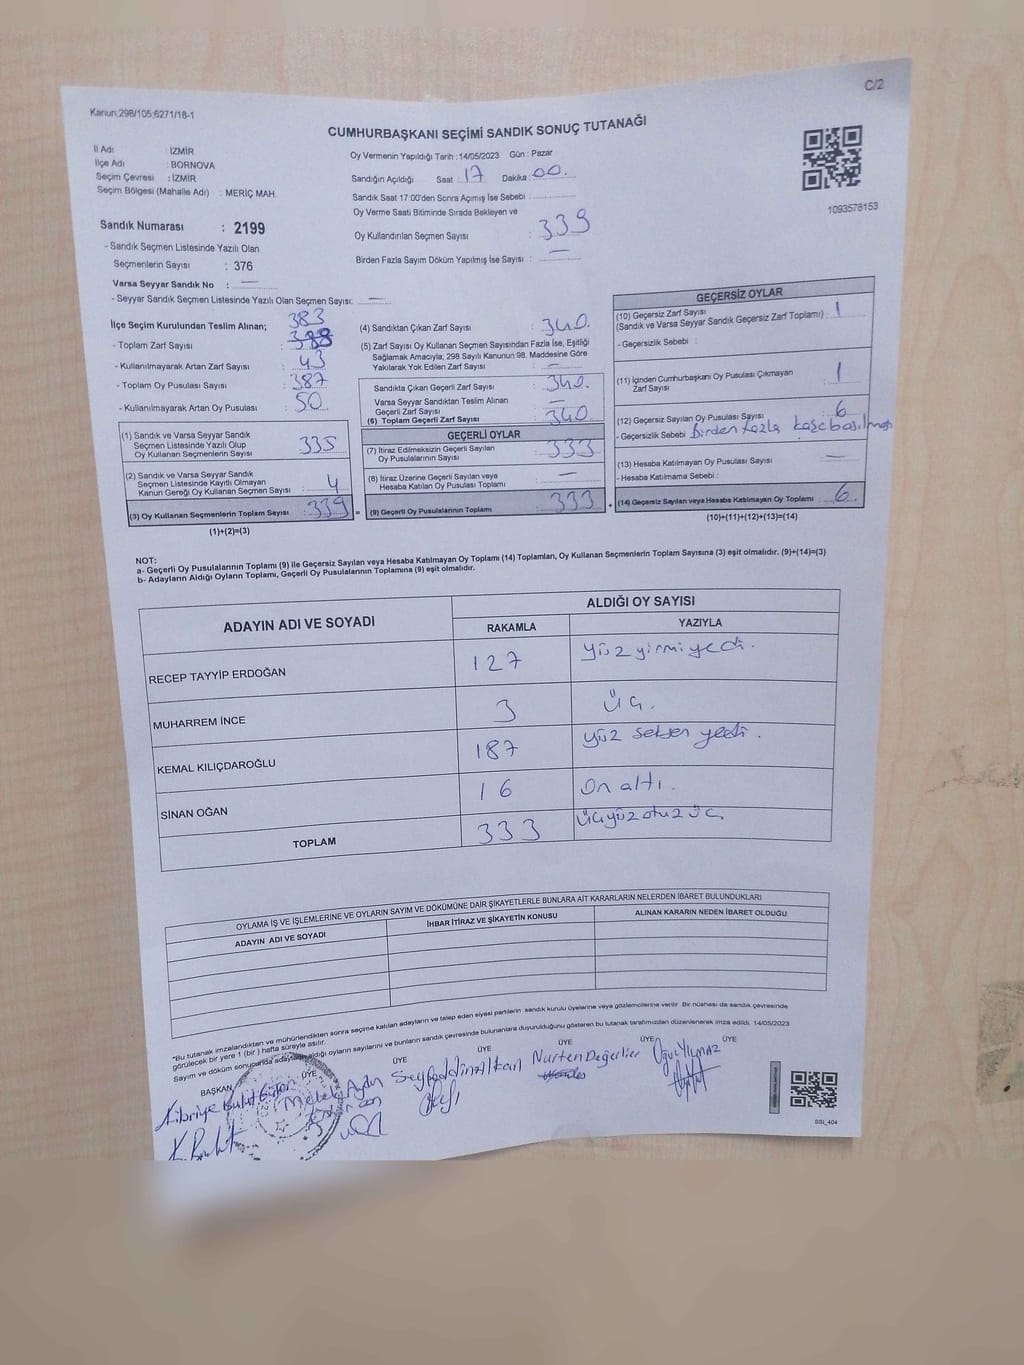 C/2
Kanun:298/105;6271/18-1
CUMHURBAŞKANI SEÇİMİ SANDIK SONUÇ TUTANAĞI
İl Adı : İZMİR
İlçe Adı : BORNOVA
Seçim Çevresi : İZMİR
Seçim Bölgesi (Mahalle Adı) : MERİÇ MAH.
Oy Vermenin Yapıldığı Tarih : 14/05/2023 Gün : Pazar
Sandığın Açıldığı Saat : 17 Dakika : 00.
Sandık Saat 17:00'den Sonra Açımış İse Sebebi :
Oy Verme Saati Bitiminde Sırada Bekleyen ve
Oy Kullandırılan Seçmen Sayısı : 339
Birden Fazla Sayım Döküm Yapılmış İse Sayısı : —
1093578153
Sandık Numarası : 2199
- Sandık Seçmen Listesinde Yazılı Olan
Seçmenlerin Sayısı : 376
Varsa Seyyar Sandık No : —
- Seyyar Sandık Seçmen Listesinde Yazılı Olan Seçmen Sayısı: —
İlçe Seçim Kurulundan Teslim Alınan;
383
- Toplam Zarf Sayısı : 388
- Kullanılmayarak Artan Zarf Sayısı : 43
- Toplam Oy Pusulası Sayısı : 387
- Kullanılmayarak Artan Oy Pusulası : 50
(1) Sandık ve Varsa Seyyar Sandık
Seçmen Listesinde Yazılı Olup
Oy Kullanan Seçmenlerin Sayısı : 335
(2) Sandık ve Varsa Seyyar Sandık
Seçmen Listesinde Kayıtlı Olmayan
Kanun Gereği Oy Kullanan Seçmen Sayısı : 4
(3) Oy Kullanan Seçmenlerin Toplam Sayısı : 339
(1)+(2)=(3)
(4) Sandıktan Çıkan Zarf Sayısı : 340.
(5) Zarf Sayısı Oy Kullanan Seçmen Sayısından Fazla İse, Eşitliği
Sağlamak Amacıyla; 298 Sayılı Kanunun 98. Maddesine Göre
Yakılarak Yok Edilen Zarf Sayısı : —
Sandıkta Çıkan Geçerli Zarf Sayısı : 340.
Varsa Seyyar Sandıktan Teslim Alınan
Geçerli Zarf Sayısı : —
(6) Toplam Geçerli Zarf Sayısı : 340
GEÇERLİ OYLAR
(7) İtiraz Edilmeksizin Geçerli Sayılan
Oy Pusulalarının Sayısı : 333
(8) İtiraz Üzerine Geçerli Sayılan veya
Hesaba Katılan Oy Pusulası Toplamı : —
= (9) Geçerli Oy Pusulalarının Toplamı : 333 +
GEÇERSİZ OYLAR
(10) Geçersiz Zarf Sayısı
(Sandık ve Varsa Seyyar Sandık Geçersiz Zarf Toplamı) : 1
- Geçersizlik Sebebi :
(11) İçinden Cumhurbaşkanı Oy Pusulası Çıkmayan
Zarf Sayısı : 1
(12) Geçersiz Sayılan Oy Pusulası Sayısı : 6
- Geçersizlik Sebebi Birden fazla kaşe basılmatı
(13) Hesaba Katılmayan Oy Pusulası Sayısı : —
- Hesaba Katılmama Sebebi :
(14) Geçersiz Sayılan veya Hesaba Katılmayan Oy Toplamı : 6.
(10)+(11)+(12)+(13)=(14)
NOT:
a- Geçerli Oy Pusulalarının Toplamı (9) ile Geçersiz Sayılan veya Hesaba Katılmayan Oy Toplamı (14) Toplamları, Oy Kullanan Seçmenlerin Toplam Sayısına (3) eşit olmalıdır. (9)+(14)=(3)
b- Adayların Aldığı Oyların Toplamı, Geçerli Oy Pusulalarının Toplamına (9) eşit olmalıdır.
ADAYIN ADI VE SOYADI
ALDIĞI OY SAYISI
RAKAMLA YAZIYLA
RECEP TAYYİP ERDOĞAN 127 yüz yirmi yedi.
MUHARREM İNCE 3 üç.
KEMAL KILIÇDAROĞLU 187 yüz seksen yedi.
SİNAN OĞAN 16 on altı.
TOPLAM 333 üçyüz otuz üç
OYLAMA İŞ VE İŞLEMLERİNE VE OYLARIN SAYIM VE DÖKÜMÜNE DAİR ŞİKAYETLERLE BUNLARA AİT KARARLARIN NELERDEN İBARET BULUNDUKLARI
ADAYIN ADI VE SOYADI İHBAR İTİRAZ VE ŞİKAYETİN KONUSU ALINAN KARARIN NEDEN İBARET OLDUĞU
"Bu tutanak imzalandıktan ve mühürlendikten sonra seçime katılan adayların ve talep eden siyasi partilerin sandık kurulu üyelerine veya gözlemcilerine verilir. Bir nüshası da sandık çevresinde
görülecek bir yere 1 (bir) hafta süreyle asılır.
Sayım ve döküm sonucunda adayların aldığı oyların sayılarını ve bunların sandık çevresinde bulunanlara duyurulduğunu gösteren bu tutanak tarafımızdan düzenlenerek imza edildi. 14/05/2023
BAŞKAN ÜYE ÜYE ÜYE ÜYE ÜYE ÜYE
Seyfeddin Alkan Nurten Değerlier Oğuz YILMAZ
SSI_404